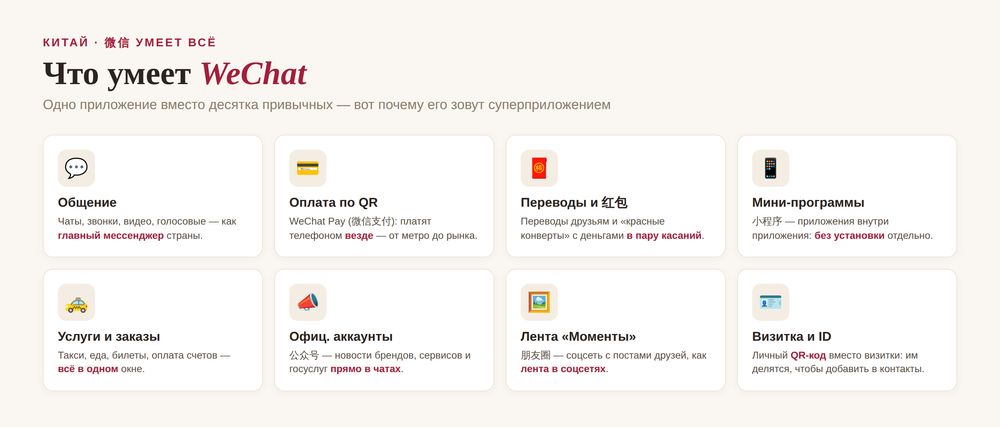 КИТАЙ · 微信 УМЕЕТ ВСЁ
Что умеет WeChat
Одно приложение вместо десятка привычных — вот почему его зовут суперприложением
Общение
Чаты, звонки, видео, голосовые — как
главный мессенджер страны.
Оплата по QR
WeChat Pay (微信支付): платят
телефоном везде — от метро до рынка.
Переводы и 红包
Переводы друзьям и «красные
конверты» с деньгами в пару касаний.
Мини-программы
小程序 — приложения внутри
приложения: без установки отдельно.
Услуги и заказы
Такси, еда, билеты, оплата счетов —
всё в одном окне.
Офиц. аккаунты
公众号 — новости брендов, сервисов и
госуслуг прямо в чатах.
Лента «Моменты»
朋友圈 — соцсеть с постами друзей, как
лента в соцсетях.
Визитка и ID
Личный QR-код вместо визитки: им
делятся, чтобы добавить в контакты.